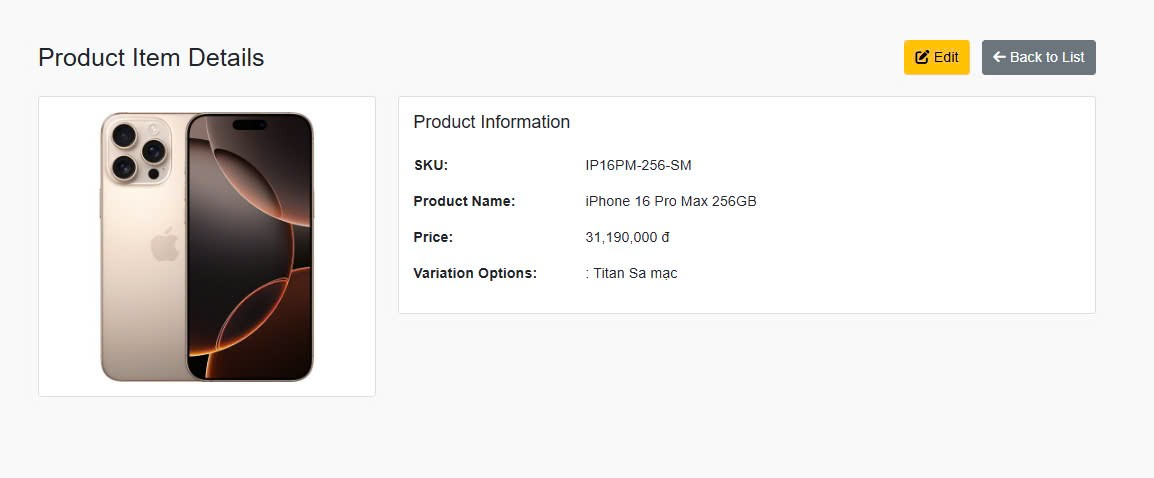 Product Item Details
Edit
Back to List
Product Information
SKU: IP16PM-256-SM
Product Name: iPhone 16 Pro Max 256GB
Price: 31,190,000 đ
Variation Options: : Titan Sa mạc